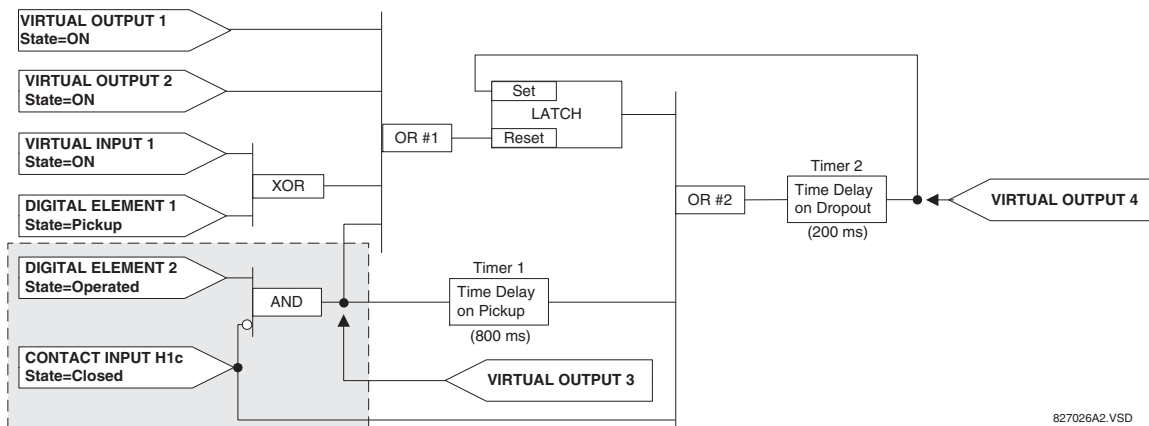 VIRTUAL OUTPUT 1
State=ON
VIRTUAL OUTPUT 2
State=ON
VIRTUAL INPUT 1
State=ON
DIGITAL ELEMENT 1
State=Pickup
DIGITAL ELEMENT 2
State=Operated
CONTACT INPUT H1c
State=Closed
XOR
AND
OR #1
Set
LATCH
Reset
Timer 1
Time Delay
on Pickup
(800 ms)
VIRTUAL OUTPUT 3
OR #2
Timer 2
Time Delay
on Dropout
(200 ms)
VIRTUAL OUTPUT 4
827026A2.VSD